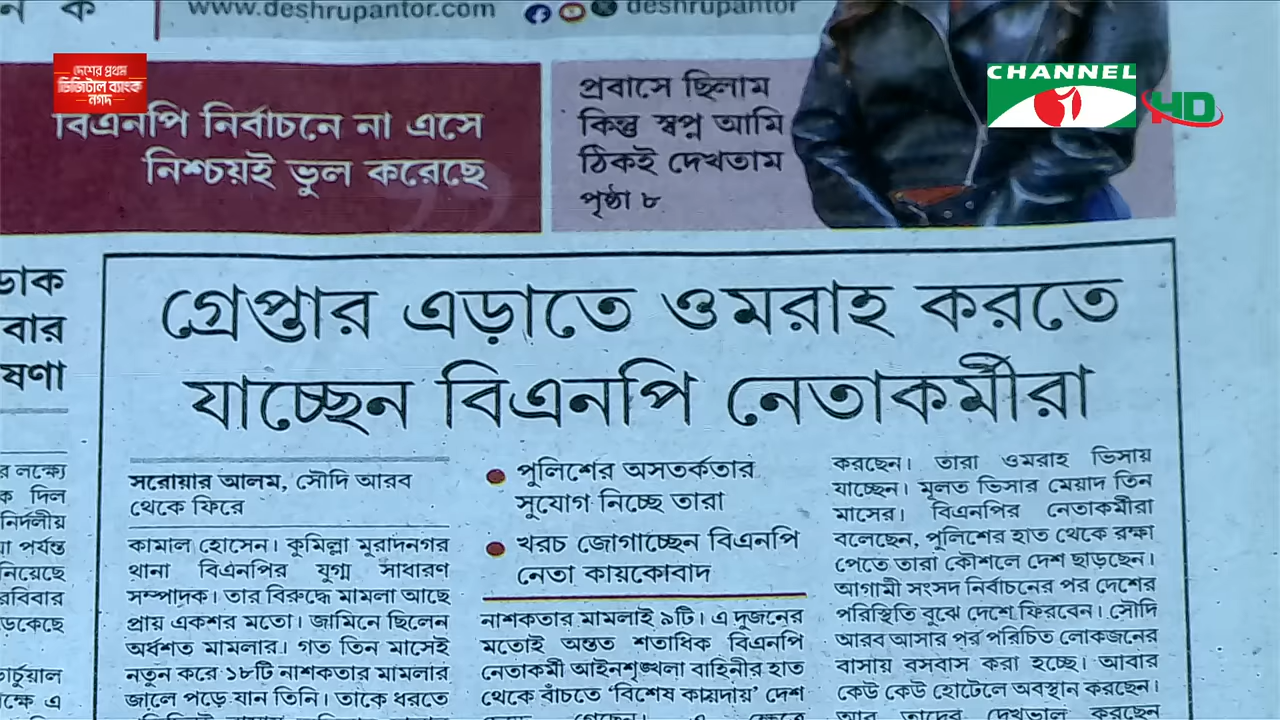 ন ক
www.deshrupantor.com
deshrupantor
দেশের প্রথম
ডিজিটাল ব্যাংক
নগদ
CHANNEL
i HD
বিএনপি নির্বাচনে না এসে
নিশ্চয়ই ভুল করেছে
প্রবাসে ছিলাম
কিন্তু স্বপ্ন আমি
ঠিকই দেখতাম
পৃষ্ঠা ৮
ডাক
বার
ষণা
গ্রেপ্তার এড়াতে ওমরাহ করতে
যাচ্ছেন বিএনপি নেতাকর্মীরা
র লক্ষ্যে
ক দিল
নির্দলীয়
া পর্যন্ত
নিয়েছে
রবিবার
ডেকেছে
ার্চুয়াল
ক্ষে এ
সরোয়ার আলম, সৌদি আরব
থেকে ফিরে
কামাল হোসেন। কুমিল্লা মুরাদনগর
থানা বিএনপির যুগ্ম সাধারণ
সম্পাদক। তার বিরুদ্ধে মামলা আছে
প্রায় একশর মতো। জামিনে ছিলেন
অর্ধশত মামলার। গত তিন মাসেই
নতুন করে ১৮টি নাশকতার মামলার
জালে পড়ে যান তিনি। তাকে ধরতে
পুলিশের অসতর্কতার
সুযোগ নিচ্ছে তারা
খরচ জোগাচ্ছেন বিএনপি
নেতা কায়কোবাদ
নাশকতার মামলাই ৯টি। এ দুজনের
মতোই অন্তত শতাধিক বিএনপি
নেতাকর্মী আইনশৃঙ্খলা বাহিনীর হাত
থেকে বাঁচতে ‘বিশেষ কায়দায়’ দেশ
করছেন। তারা ওমরাহ ভিসায়
যাচ্ছেন। মূলত ভিসার মেয়াদ তিন
মাসের। বিএনপির নেতাকর্মীরা
বলেছেন, পুলিশের হাত থেকে রক্ষা
পেতে তারা কৌশলে দেশ ছাড়ছেন।
আগামী সংসদ নির্বাচনের পর দেশের
পরিস্থিতি বুঝে দেশে ফিরবেন। সৌদি
আরব আসার পর পরিচিত লোকজনের
বাসায় বসবাস করা হচ্ছে। আবার
কেউ কেউ হোটেলে অবস্থান করছেন।
আর তাদের দেখভাল করছেন